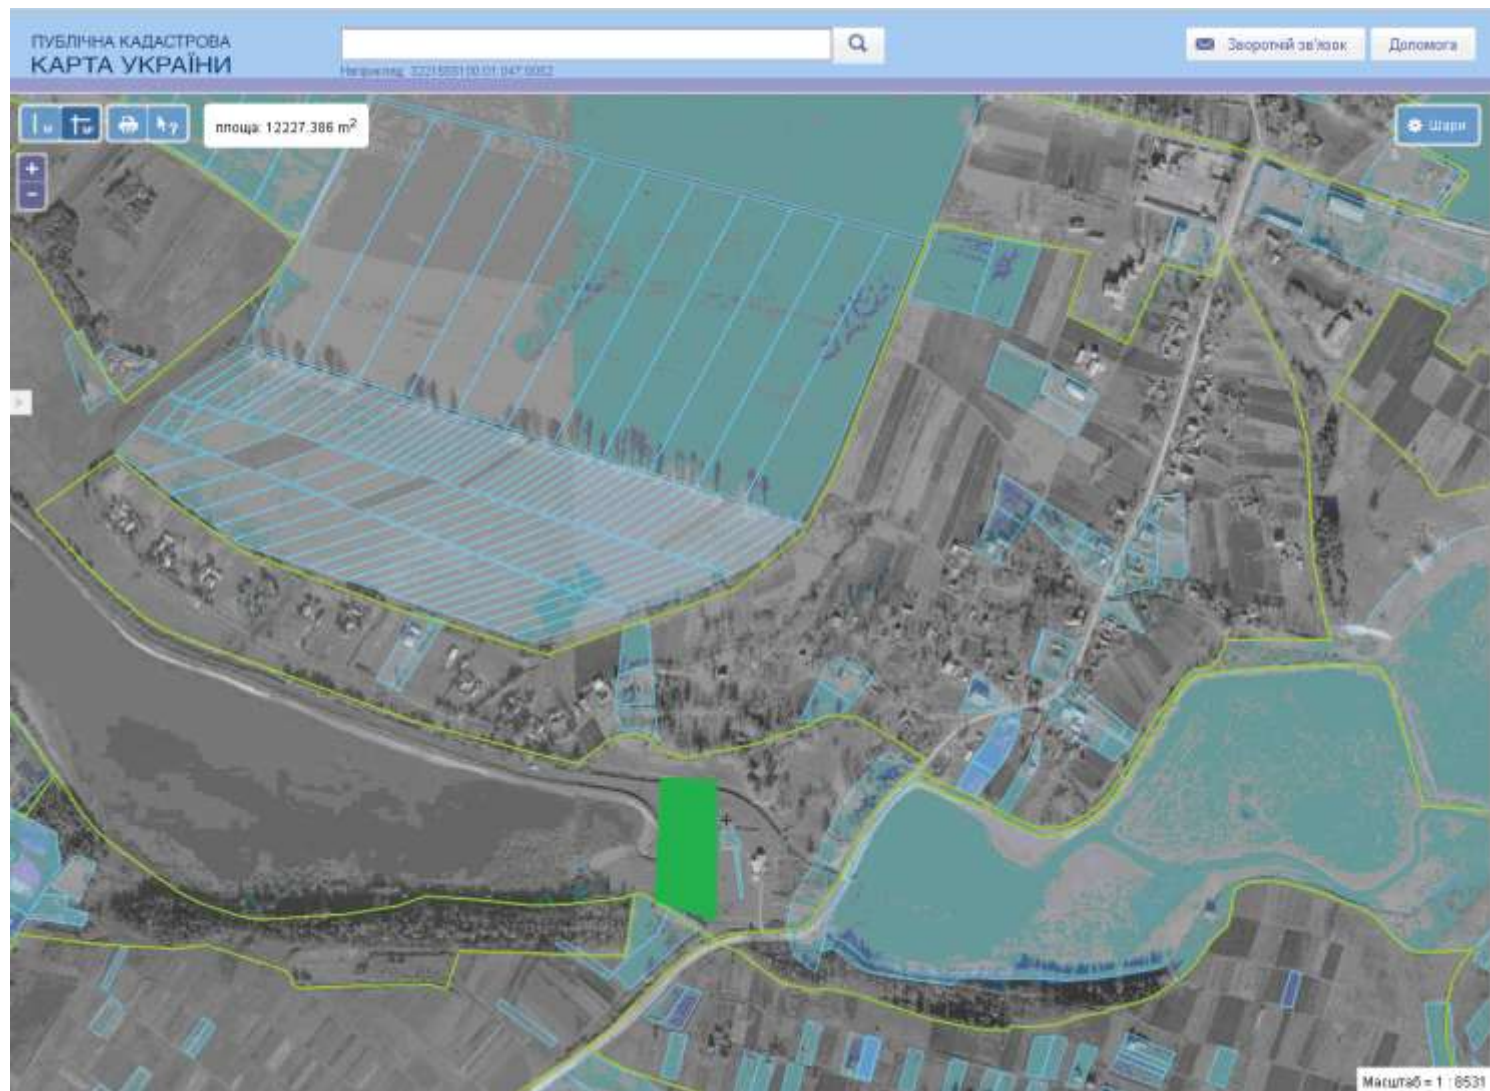 ПУБЛІЧНА КАДАСТРОВА
КАРТА УКРАЇНИ
Зворотній зв'язок
Допомога
площа: 12227.386 m²
Шари
Масштаб = 1 : 8531